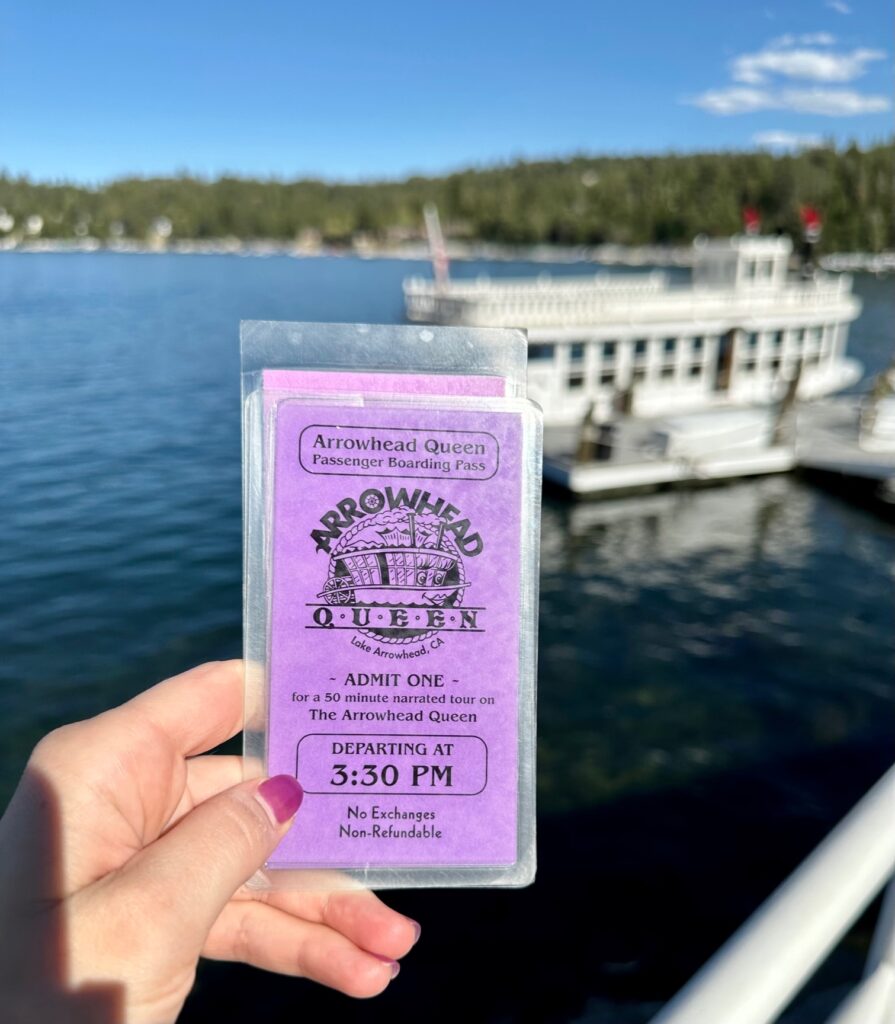 Arrowhead Queen
Passenger Boarding Pass
ARROWHEAD
Q·U·E·E·N
Lake Arrowhead, CA
~ ADMIT ONE ~
for a 50 minute narrated tour on
The Arrowhead Queen
DEPARTING AT
3:30 PM
No Exchanges
Non-Refundable